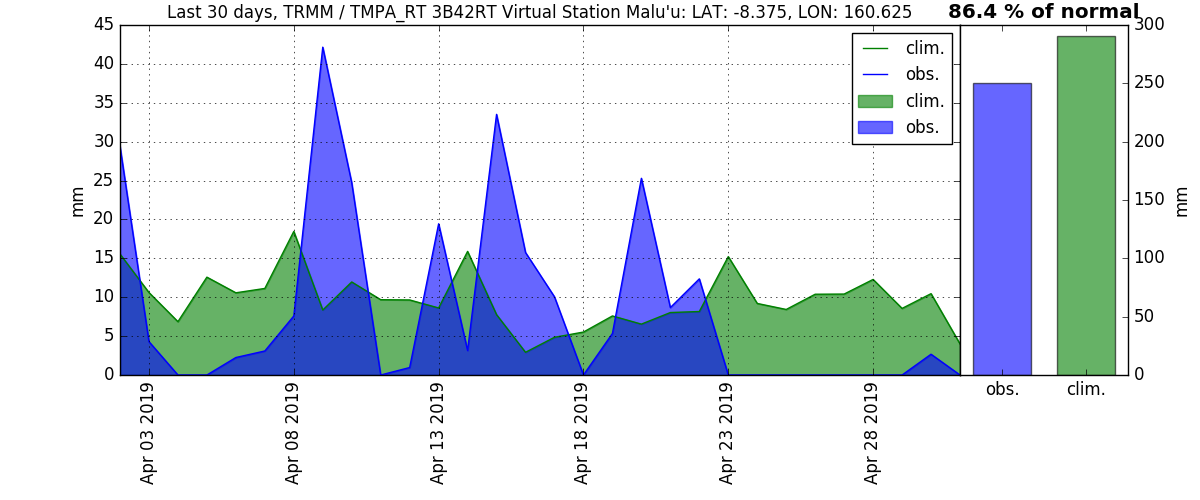 Last 30 days, TRMM / TMPA_RT 3B42RT Virtual Station Malu'u: LAT: -8.375, LON: 160.625
86.4 % of normal
45
40
35
30
25
20
15
10
5
0
mm
clim.
obs.
clim.
obs.
Apr 03 2019
Apr 08 2019
Apr 13 2019
Apr 18 2019
Apr 23 2019
Apr 28 2019
300
250
200
150
100
50
0
mm
obs.
clim.